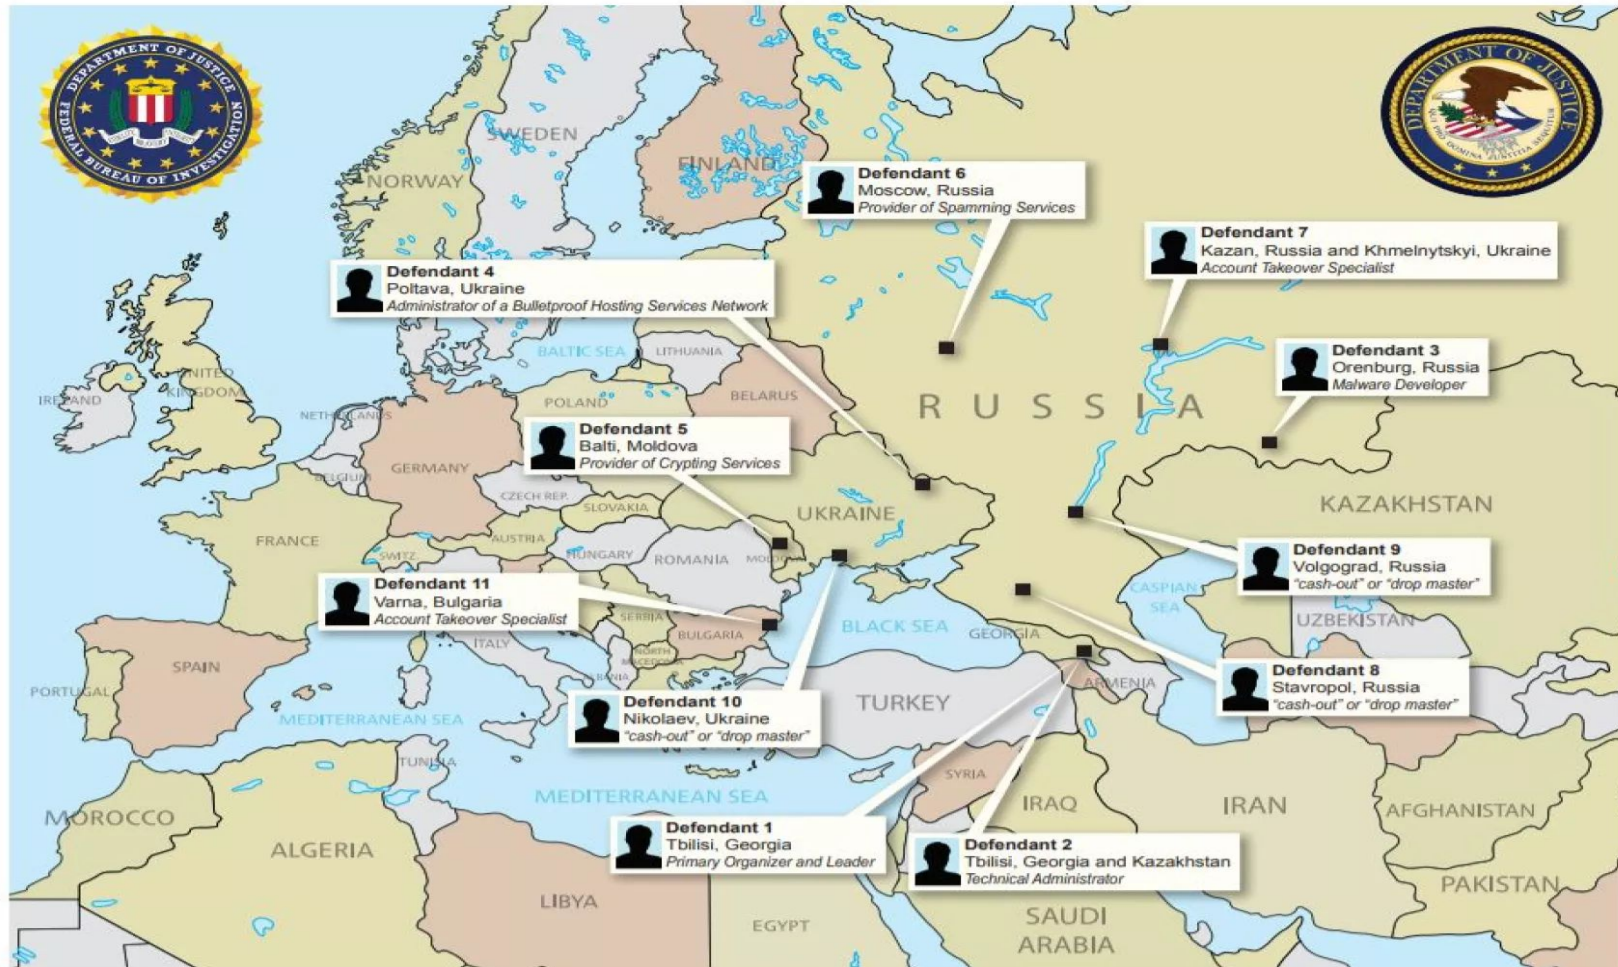 DEPARTMENT OF JUSTICE
FEDERAL BUREAU OF INVESTIGATION
DEPARTMENT OF JUSTICE
QUI PRO DOMINA JUSTITIA SEQUITUR
SWEDEN
FINLAND
NORWAY
Defendant 6
Moscow, Russia
Provider of Spamming Services
Defendant 7
Kazan, Russia and Khmelnytskyi, Ukraine
Account Takeover Specialist
Defendant 4
Poltava, Ukraine
Administrator of a Bulletproof Hosting Services Network
BALTIC SEA
LITHUANIA
Defendant 3
Orenburg, Russia
Malware Developer
UNITED
KINGDOM
IRELAND
NETHERLANDS
POLAND
BELARUS
RUSSIA
Defendant 5
Balti, Moldova
Provider of Crypting Services
GERMANY
BELGIUM
CZECH REP.
SLOVAKIA
UKRAINE
KAZAKHSTAN
FRANCE
AUSTRIA
SWITZ.
HUNGARY
ROMANIA
MOLDOVA
Defendant 9
Volgograd, Russia
“cash-out” or “drop master”
Defendant 11
Varna, Bulgaria
Account Takeover Specialist
CASPIAN
SEA
SERBIA
BULGARIA
BLACK SEA
GEORGIA
UZBEKISTAN
ITALY
NORTH
MACEDONIA
ALBANIA
SPAIN
PORTUGAL
ARMENIA
Defendant 8
Stavropol, Russia
“cash-out” or “drop master”
Defendant 10
Nikolaev, Ukraine
“cash-out” or “drop master”
TURKEY
MEDITERRANEAN SEA
TUNISIA
SYRIA
MEDITERRANEAN SEA
IRAQ
IRAN
AFGHANISTAN
MOROCCO
ALGERIA
Defendant 1
Tbilisi, Georgia
Primary Organizer and Leader
Defendant 2
Tbilisi, Georgia and Kazakhstan
Technical Administrator
PAKISTAN
LIBYA
EGYPT
SAUDI
ARABIA